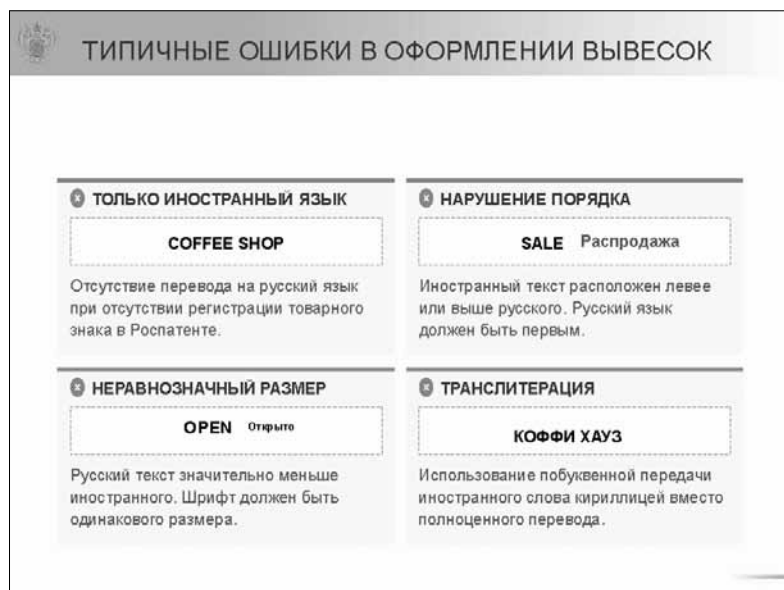 ТИПИЧНЫЕ ОШИБКИ В ОФОРМЛЕНИИ ВЫВЕСОК
ТОЛЬКО ИНОСТРАННЫЙ ЯЗЫК
COFFEE SHOP
Отсутствие перевода на русский язык
при отсутствии регистрации товарного
знака в Роспатенте.
НАРУШЕНИЕ ПОРЯДКА
SALE Распродажа
Иностранный текст расположен левее
или выше русского. Русский язык
должен быть первым.
НЕРАВНОЗНАЧНЫЙ РАЗМЕР
OPEN Открыто
Русский текст значительно меньше
иностранного. Шрифт должен быть
одинакового размера.
ТРАНСЛИТЕРАЦИЯ
КОФФИ ХАУЗ
Использование побуквенной передачи
иностранного слова кириллицей вместо
полноценного перевода.